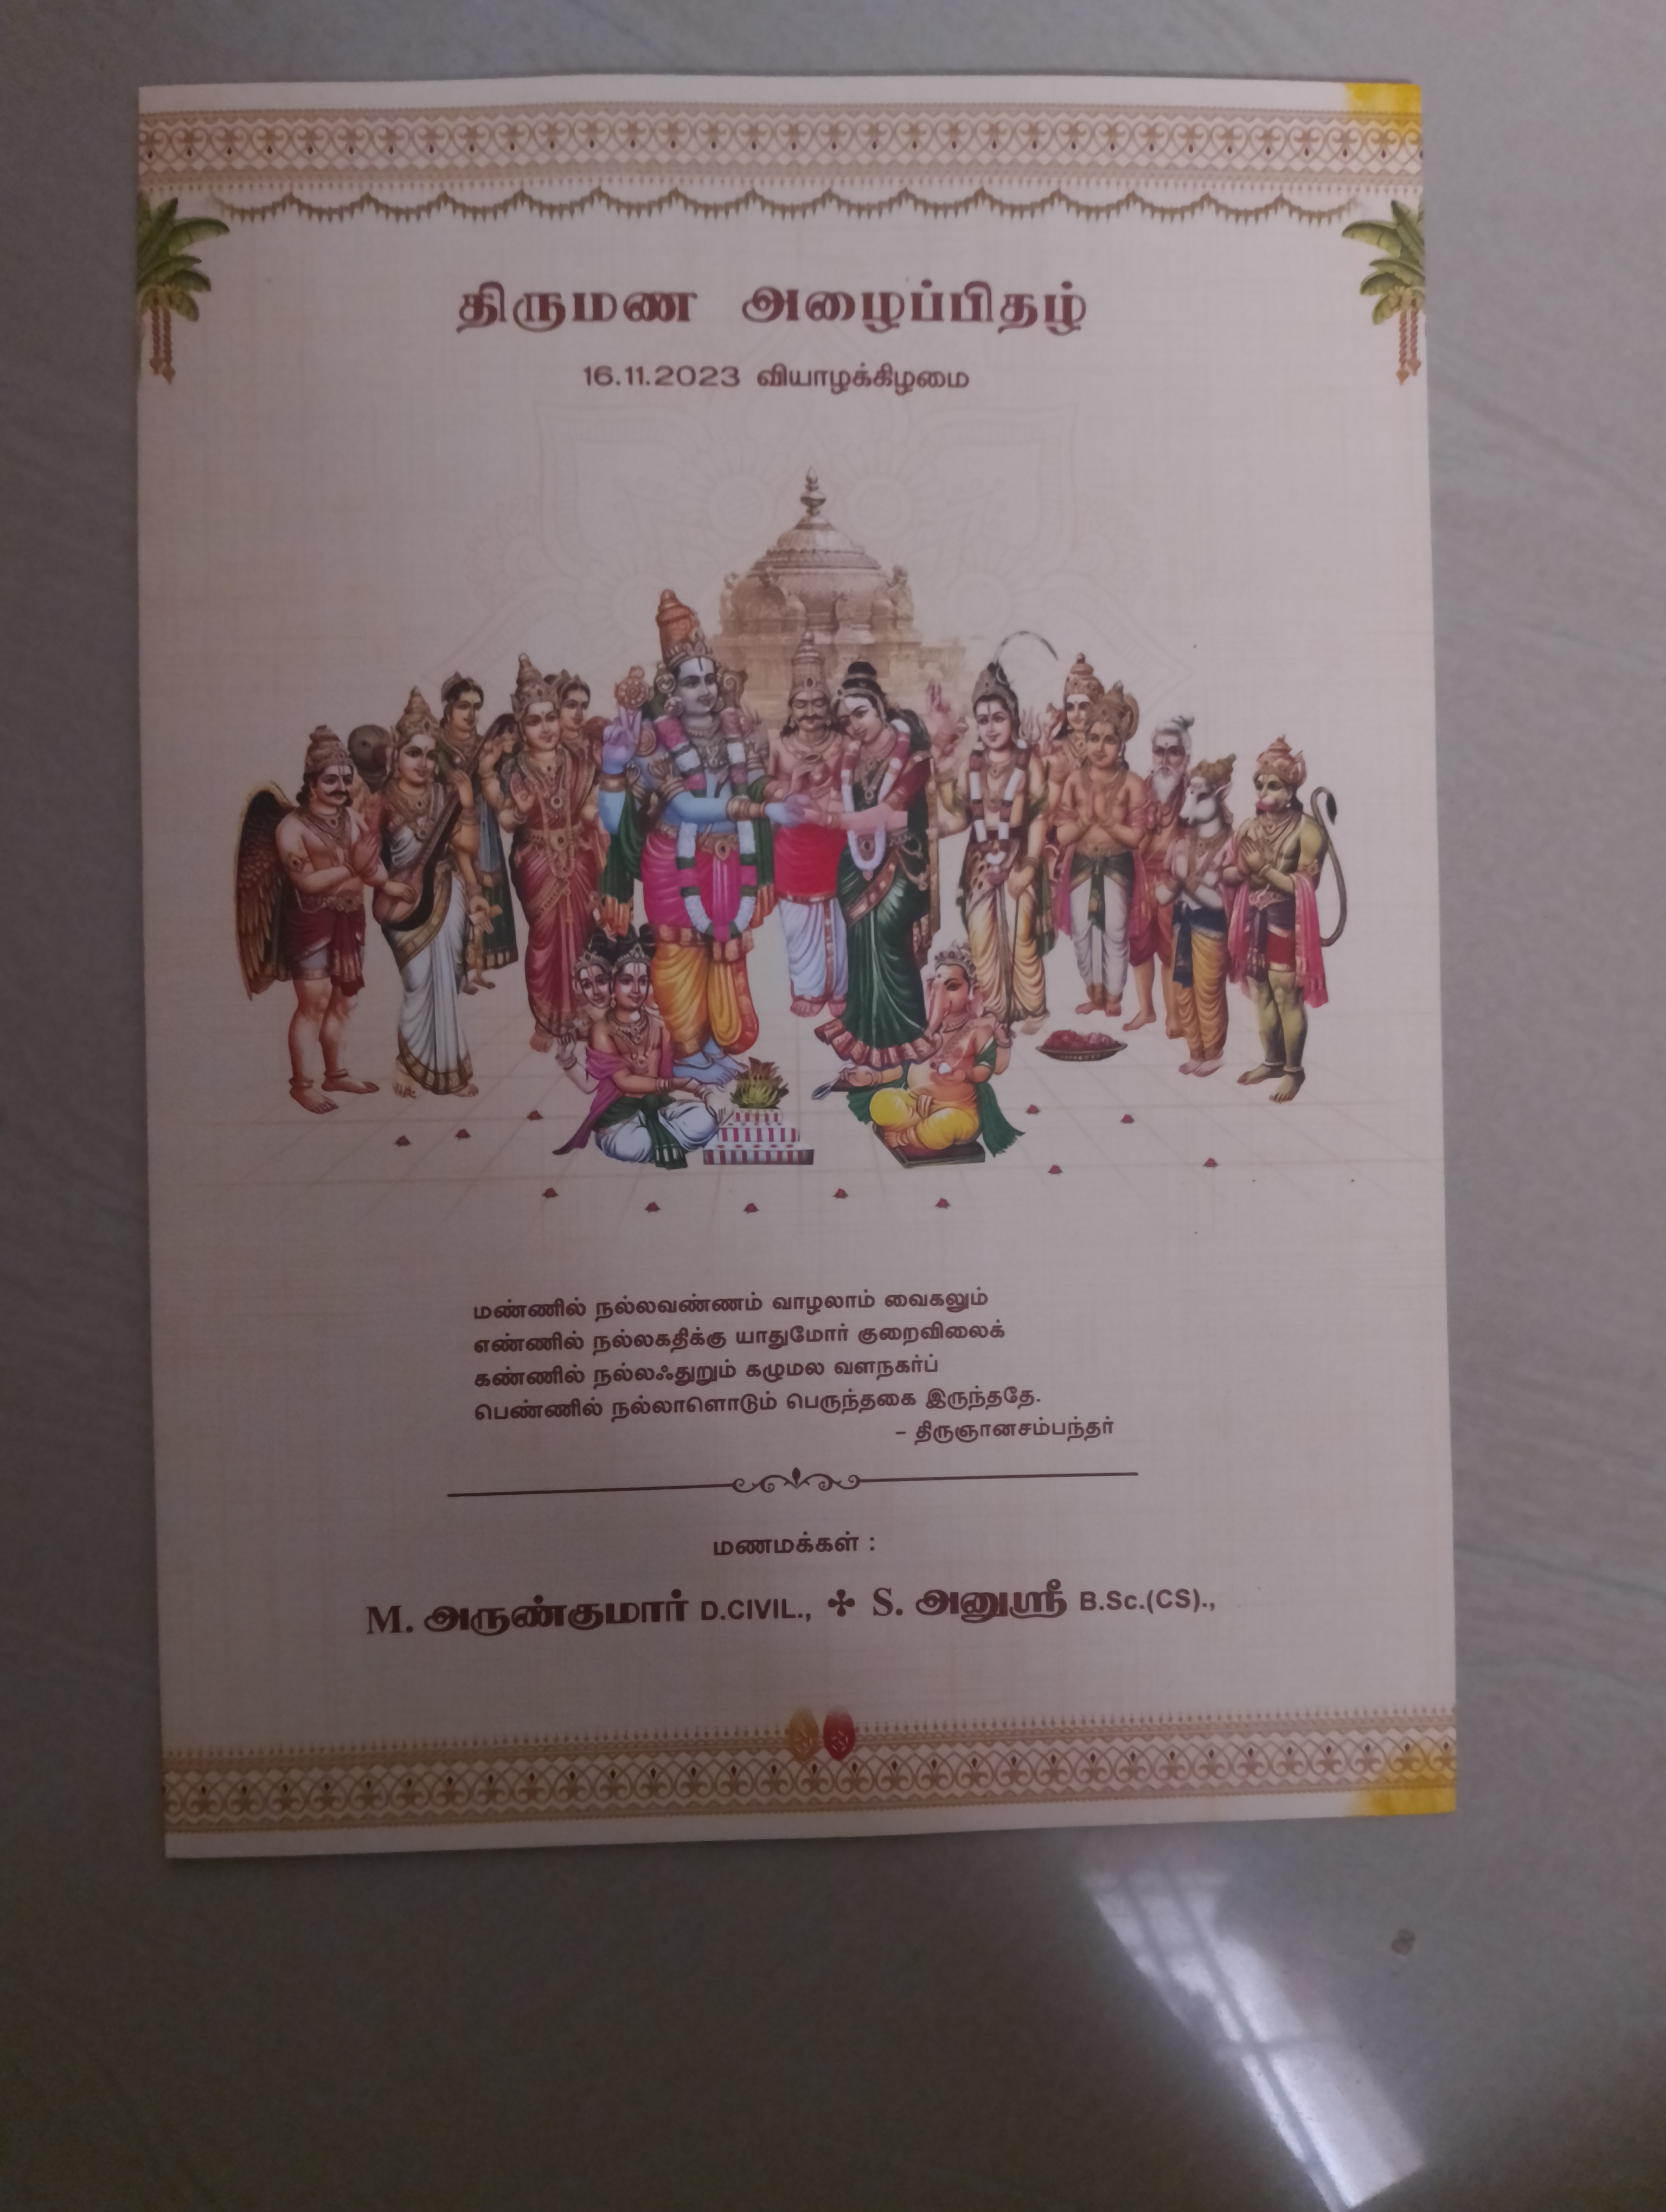 திருமண அழைப்பிதழ்
16.11.2023 வியாழக்கிழமை
மண்ணில் நல்லவண்ணம் வாழலாம் வைகலும்
எண்ணில் நல்லகதிக்கு யாதுமோர் குறைவிலைக்
கண்ணில் நல்லஃதுறும் கழுமல வளநகர்ப்
பெண்ணில் நல்லாளொடும் பெருந்தகை இருந்ததே.
– திருஞானசம்பந்தர்
மணமக்கள் :
M. அருண்குமார் D.CIVIL., ✤ S. அனுஸ்ரீ B.Sc.(CS).,